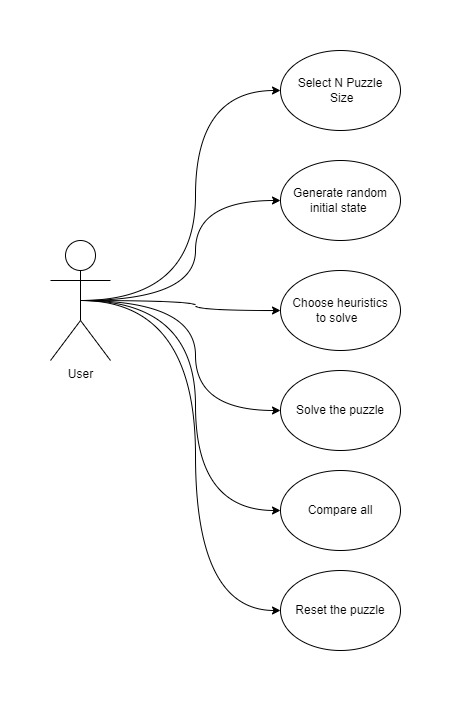 Select N Puzzle
Size
Generate random
initial state
Choose heuristics
to solve
User
Solve the puzzle
Compare all
Reset the puzzle